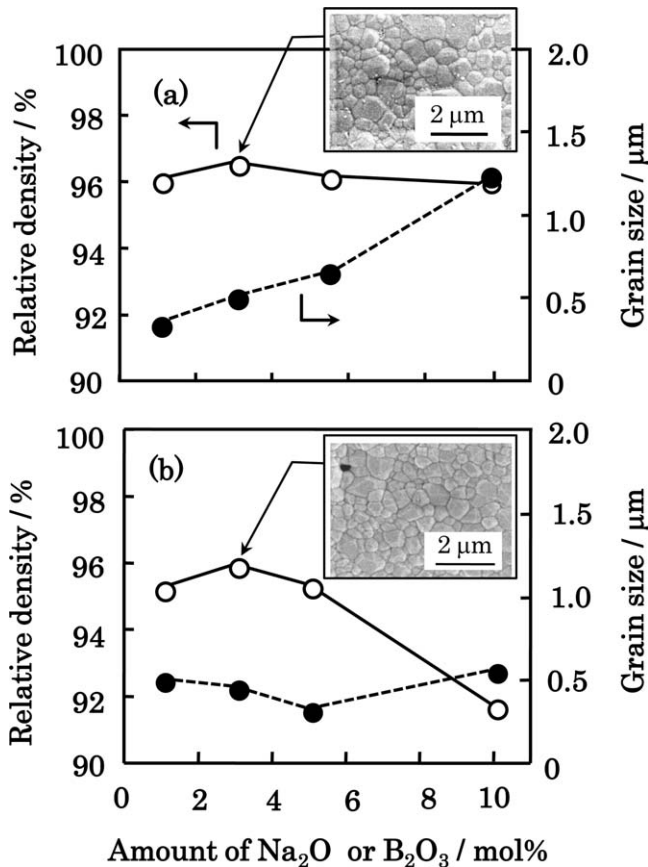 (a)
Relative density / %
100
98
96
94
92
90
2 μm
2.0
1.5
1.0
0.5
0
Grain size / μm
(b)
Relative density / %
100
98
96
94
92
90
2 μm
2.0
1.5
1.0
0.5
0
Grain size / μm
0 2 4 6 8 10
Amount of Na₂O or B₂O₃ / mol%